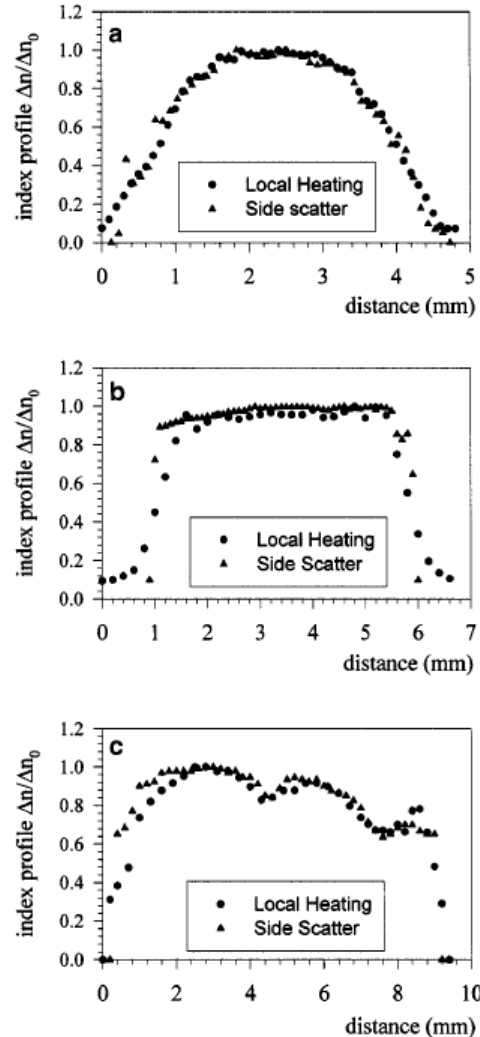 a
index profile Δn/Δn₀
1.0
0.8
0.6
0.4
0.2
0.0
Local Heating
Side scatter
0 1 2 3 4 5
distance (mm)
b
index profile Δn/Δn₀
1.2
1.0
0.8
0.6
0.4
0.2
0.0
Local Heating
Side Scatter
0 1 2 3 4 5 6 7
distance (mm)
c
index profile Δn/Δn₀
1.2
1.0
0.8
0.6
0.4
0.2
0.0
Local Heating
Side Scatter
0 2 4 6 8 10
distance (mm)